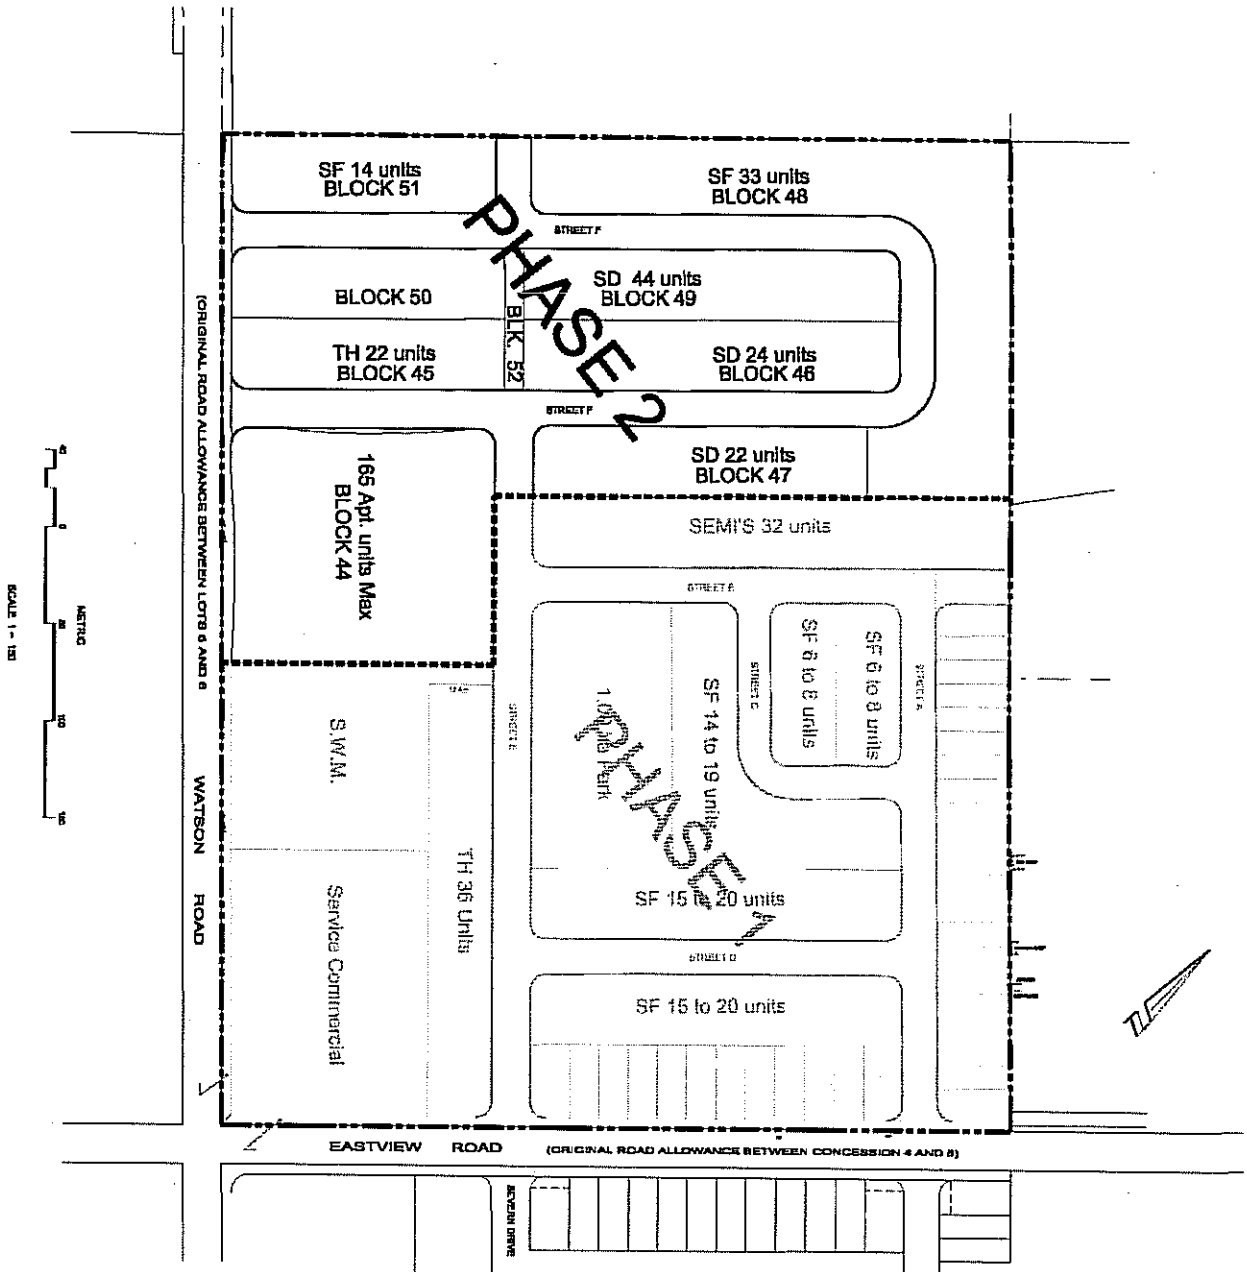 SF 14 units
BLOCK 51
SF 33 units
BLOCK 48
PHASE 2
STREET F
SD 44 units
BLOCK 49
BLOCK 50
BLK. 52
TH 22 units
BLOCK 45
SD 24 units
BLOCK 46
STREET F
SD 22 units
BLOCK 47
165 Apt. units Max
BLOCK 44
SEMI'S 32 units
SF 6 to 8 units
SF 6 to 8 units
STREET A
SF 14 to 19 units
Park
PHASE 1
S.W.M.
TH 36 Units
Service Commercial
SF 15 to 20 units
STREET D
SF 15 to 20 units
(ORIGINAL ROAD ALLOWANCE BETWEEN LOTS 5 AND 6
WATSON ROAD
METRIC
EASTVIEW ROAD (ORIGINAL ROAD ALLOWANCE BETWEEN CONCESSION 4 AND 5)
SEVERN DRIVE